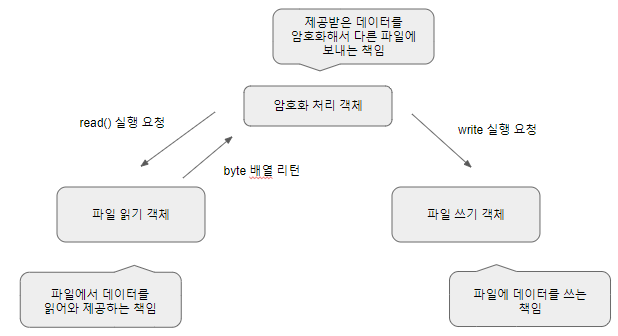 제공받은 데이터를
암호화해서 다른 파일에
보내는 책임
암호화 처리 객체
read() 실행 요청
write 실행 요청
byte 배열 리턴
파일 읽기 객체
파일 쓰기 객체
파일에서 데이터를
읽어와 제공하는 책임
파일에 데이터를 쓰는
책임